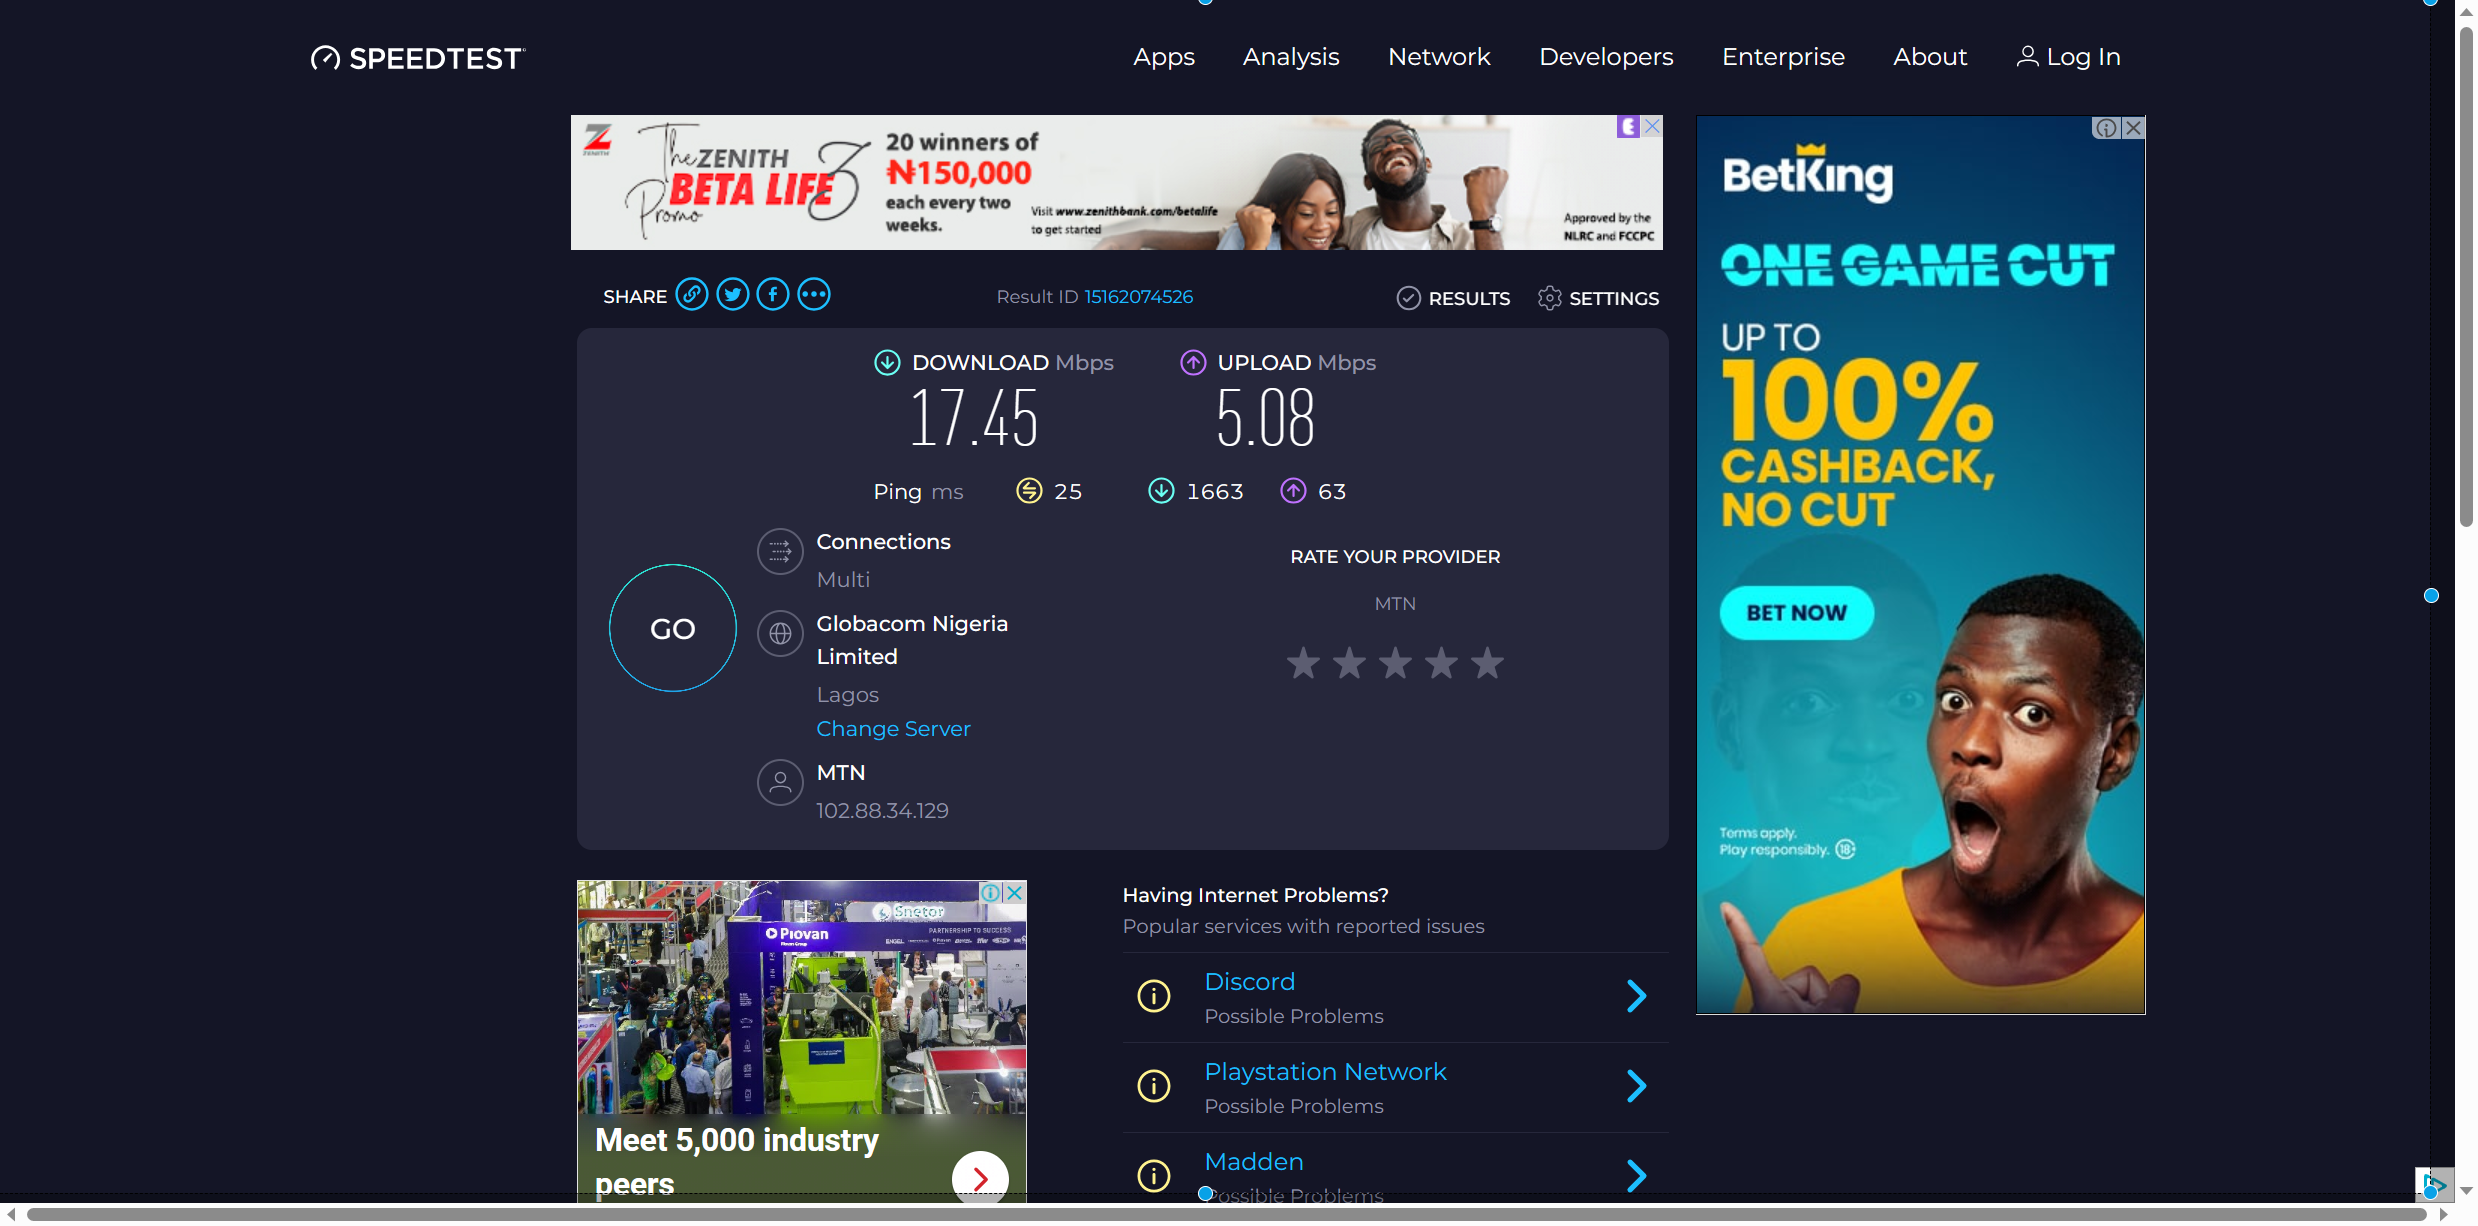 SPEEDTEST
Apps Analysis Network Developers Enterprise About Log In
ZENITH
The ZENITH
BETA LIFE 3
Promo
20 winners of
₦150,000
each every two
weeks.
Visit www.zenithbank.com/betalife
to get started
Approved by the
NLRC and FCCPC
SHARE
Result ID 15162074526
RESULTS
SETTINGS
DOWNLOAD Mbps
17.45
UPLOAD Mbps
5.08
Ping ms 25 1663 63
GO
Connections
Multi
Globacom Nigeria
Limited
Lagos
Change Server
MTN
102.88.34.129
RATE YOUR PROVIDER
MTN
BetKing
ONE GAME CUT
UP TO
100%
CASHBACK,
NO CUT
BET NOW
Terms apply.
Play responsibly. 18+
Snetor
Piovan
Piovan Group
PARTNERSHIP TO SUCCESS
Meet 5,000 industry
peers
Having Internet Problems?
Popular services with reported issues
Discord
Possible Problems
Playstation Network
Possible Problems
Madden
Possible Problems